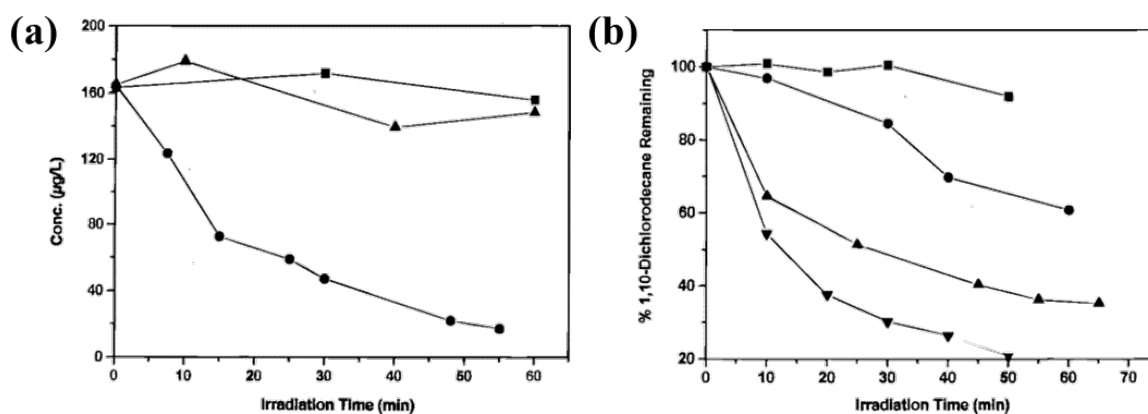 (a)
200
160
120
80
40
0
Conc. (µg/L)
0 10 20 30 40 50 60
Irradiation Time (min)
(b)
100
80
60
40
20
% 1,10-Dichlorodecane Remaining
0 10 20 30 40 50 60 70
Irradiation Time (min)